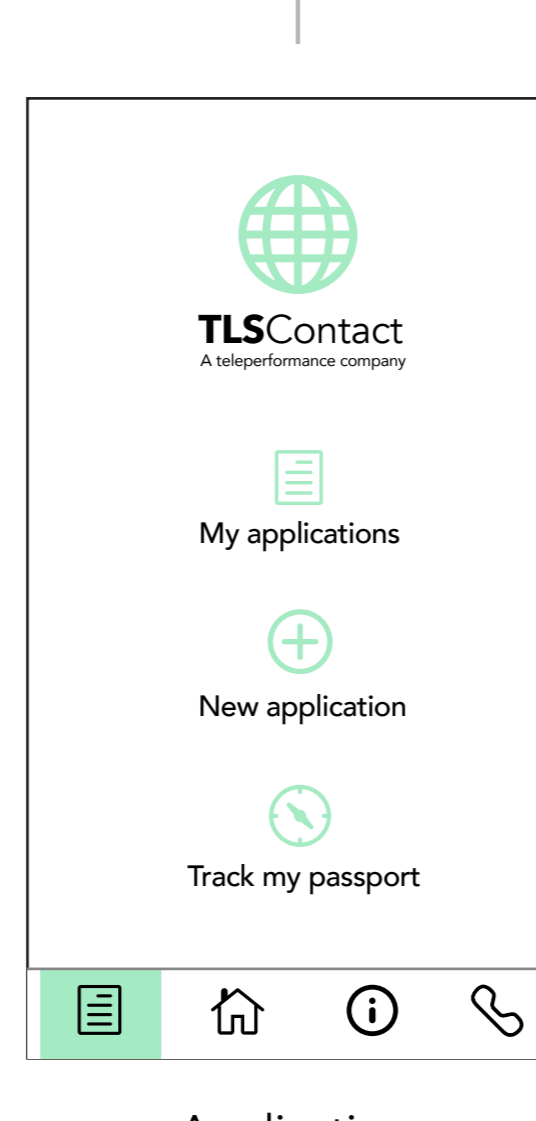 TLSContact
A teleperformance company
My applications
New application
Track my passport